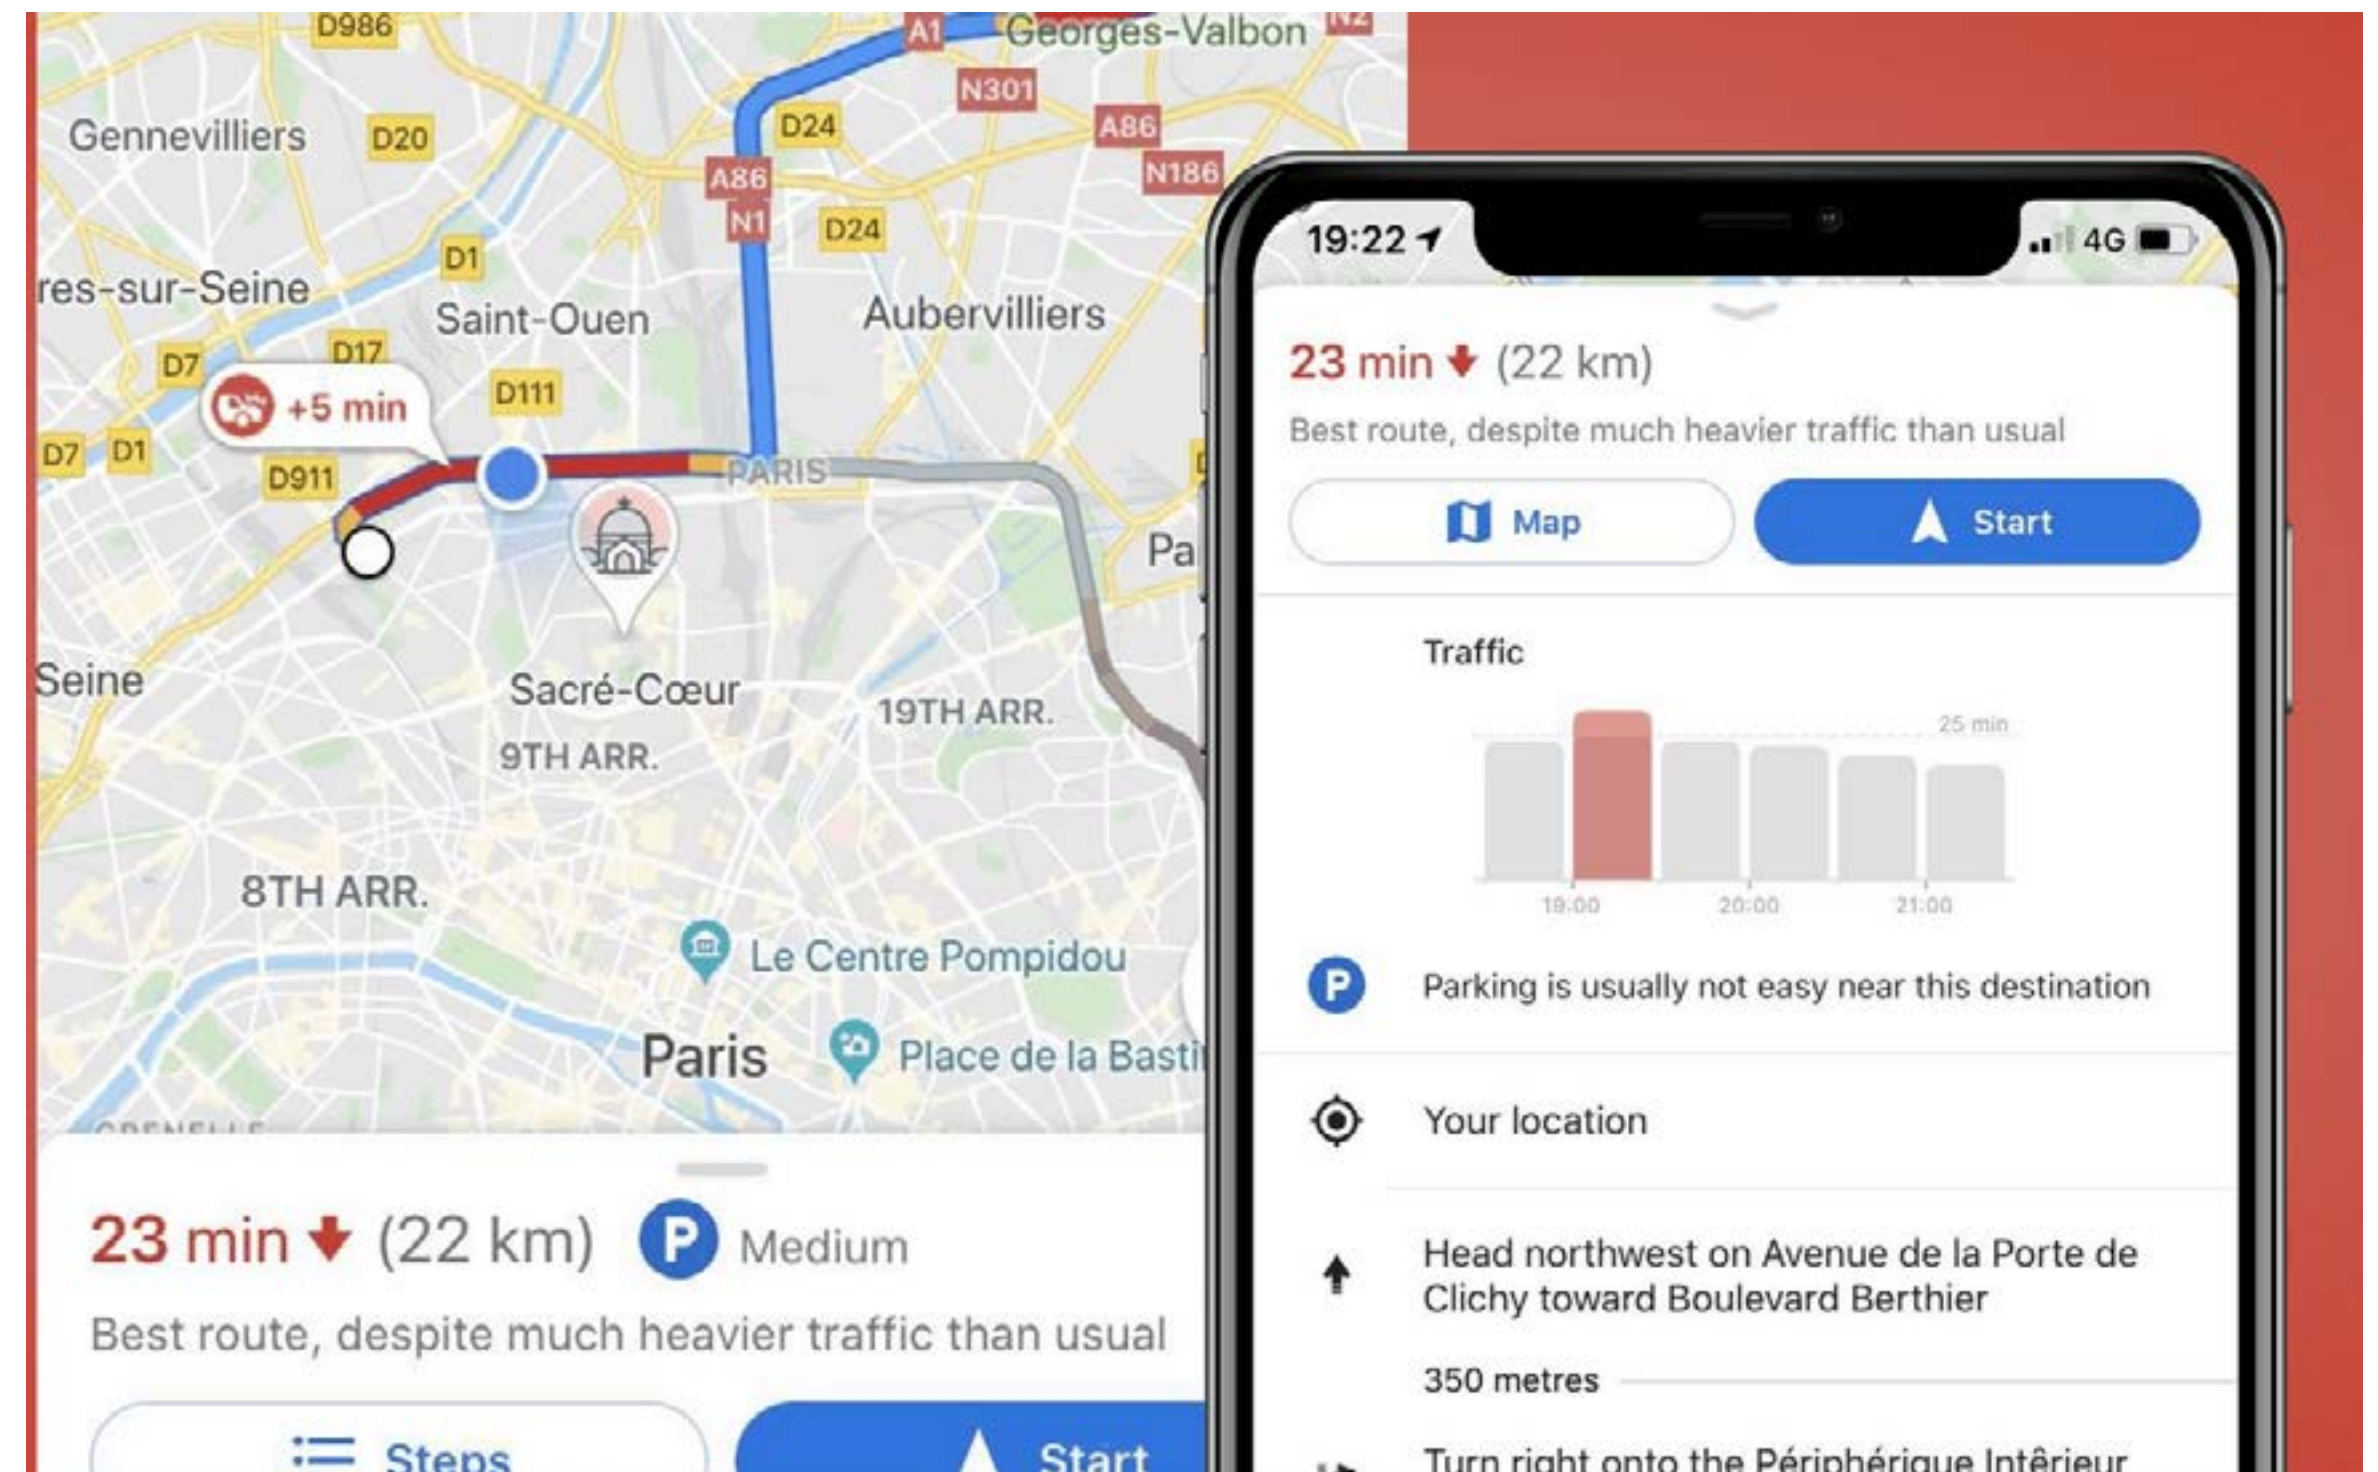 D986
A1
Georges-Valbon
N2
N301
Gennevilliers
D20
D24
A86
A86
N186
N1
D24
D1
res-sur-Seine
Saint-Ouen
Aubervilliers
D7
D17
+5 min
D111
D7
D1
D911
PARIS
Pa
Seine
Sacré-Cœur
19TH ARR.
9TH ARR.
8TH ARR.
Le Centre Pompidou
Paris
Place de la Basti
GRENELLE
23 min (22 km) P Medium
Best route, despite much heavier traffic than usual
Steps
Start
19:22
4G
23 min (22 km)
Best route, despite much heavier traffic than usual
Map
Start
Traffic
25 min
19:00 20:00 21:00
P Parking is usually not easy near this destination
Your location
Head northwest on Avenue de la Porte de
Clichy toward Boulevard Berthier
350 metres
Turn right onto the Périphérique Intêrieur